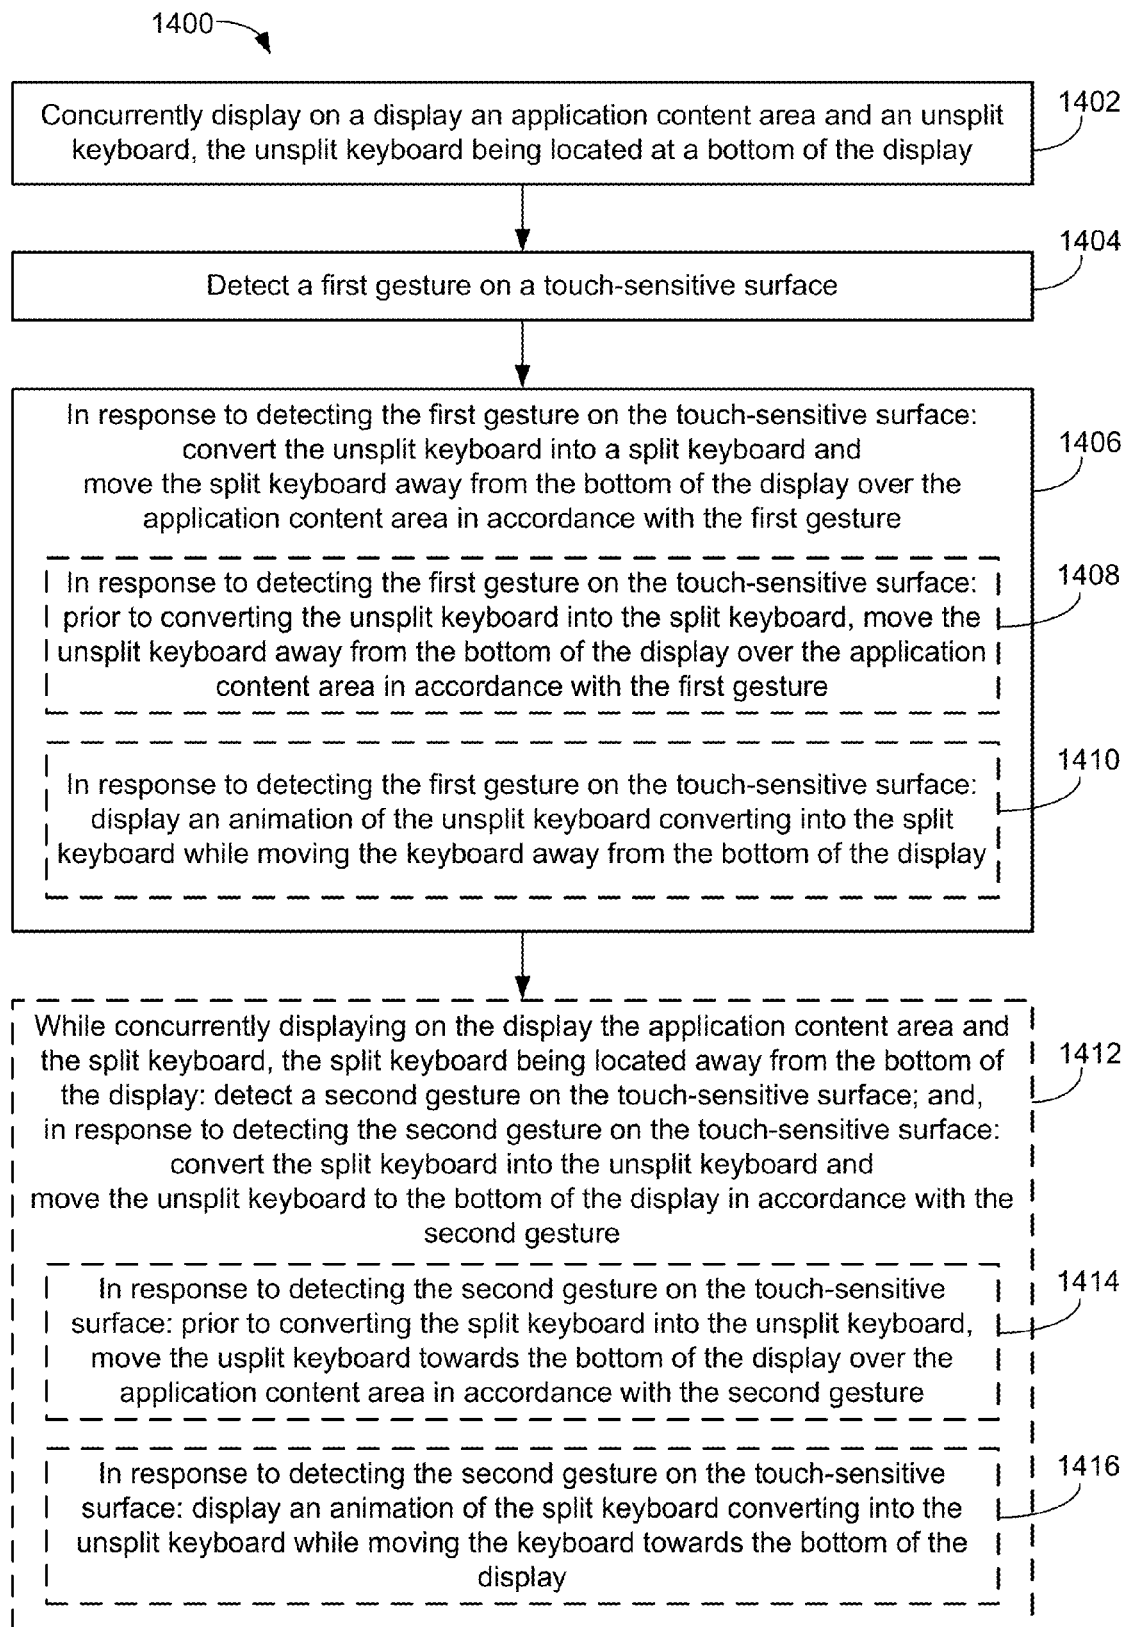 1400
Concurrently display on a display an application content area and an unsplit
keyboard, the unsplit keyboard being located at a bottom of the display
1402
Detect a first gesture on a touch-sensitive surface
1404
In response to detecting the first gesture on the touch-sensitive surface:
convert the unsplit keyboard into a split keyboard and
move the split keyboard away from the bottom of the display over the
application content area in accordance with the first gesture
1406
In response to detecting the first gesture on the touch-sensitive surface:
prior to converting the unsplit keyboard into the split keyboard, move the
unsplit keyboard away from the bottom of the display over the application
content area in accordance with the first gesture
1408
In response to detecting the first gesture on the touch-sensitive surface:
display an animation of the unsplit keyboard converting into the split
keyboard while moving the keyboard away from the bottom of the display
1410
While concurrently displaying on the display the application content area and
the split keyboard, the split keyboard being located away from the bottom of
the display: detect a second gesture on the touch-sensitive surface; and,
in response to detecting the second gesture on the touch-sensitive surface:
convert the split keyboard into the unsplit keyboard and
move the unsplit keyboard to the bottom of the display in accordance with the
second gesture
1412
In response to detecting the second gesture on the touch-sensitive
surface: prior to converting the split keyboard into the unsplit keyboard,
move the usplit keyboard towards the bottom of the display over the
application content area in accordance with the second gesture
1414
In response to detecting the second gesture on the touch-sensitive
surface: display an animation of the split keyboard converting into the
unsplit keyboard while moving the keyboard towards the bottom of the
display
1416